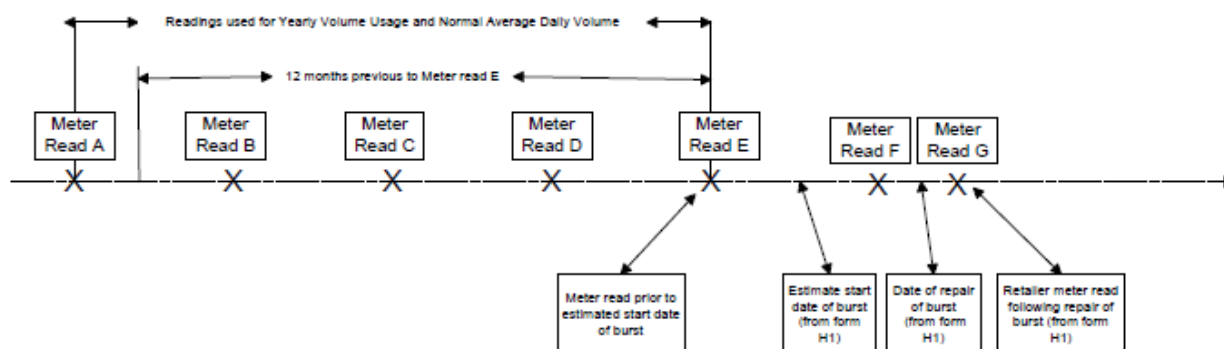 Readings used for Yearly Volume Usage and Normal Average Daily Volume
12 months previous to Meter read E
Meter
Read A
Meter
Read B
Meter
Read C
Meter
Read D
Meter
Read E
Meter
Read F
Meter
Read G
X
X
X
X
X
X
X
Meter read prior to
estimated start date
of burst
Estimate start
date of burst
(from form
H1)
Date of repair
of burst
(from form
H1)
Retailer meter read
following repair of
burst (from form
H1)